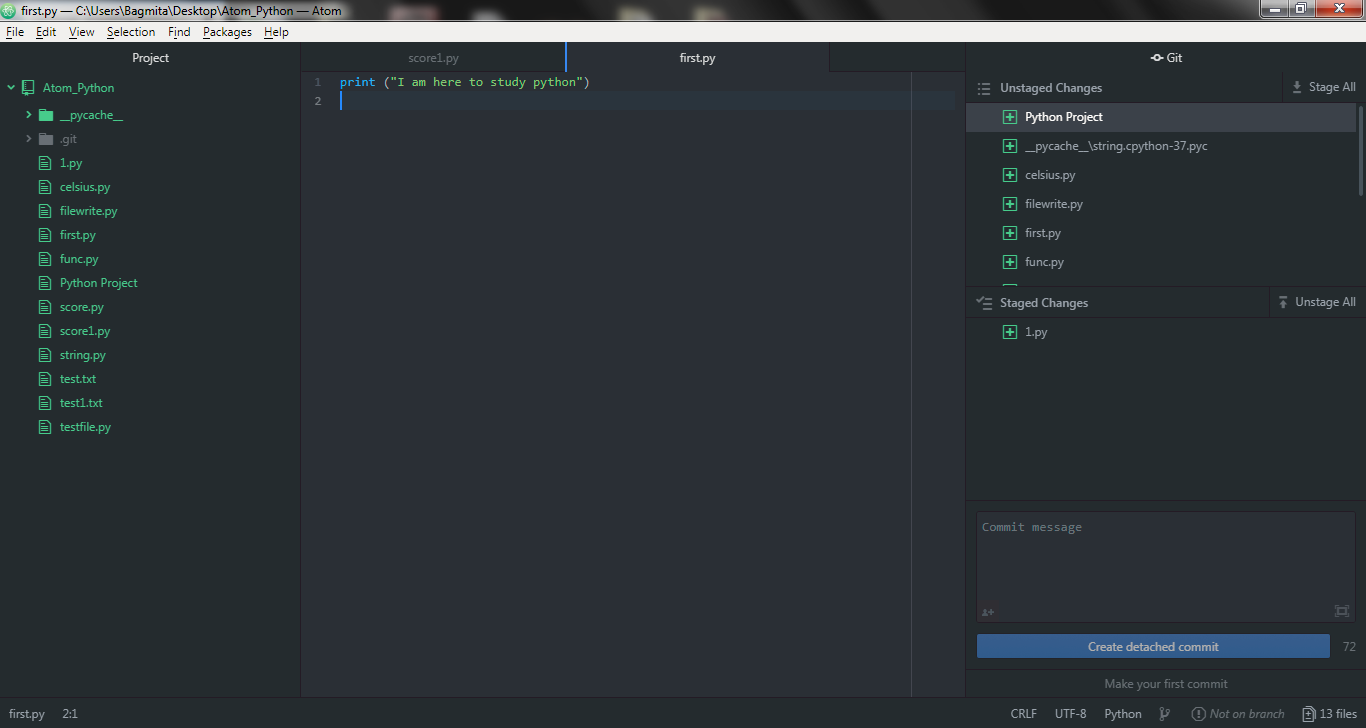 first.py — C:\Users\Bagmita\Desktop\Atom_Python — Atom
File Edit View Selection Find Packages Help
Project
Atom_Python
__pycache__
.git
1.py
celsius.py
filewrite.py
first.py
func.py
Python Project
score.py
score1.py
string.py
test.txt
test1.txt
testfile.py
score1.py first.py
1 print ("I am here to study python")
2
Git
Unstaged Changes Stage All
Python Project
__pycache__\string.cpython-37.pyc
celsius.py
filewrite.py
first.py
func.py
Staged Changes Unstage All
1.py
Commit message
Create detached commit 72
Make your first commit
first.py 2:1 CRLF UTF-8 Python Not on branch 13 files